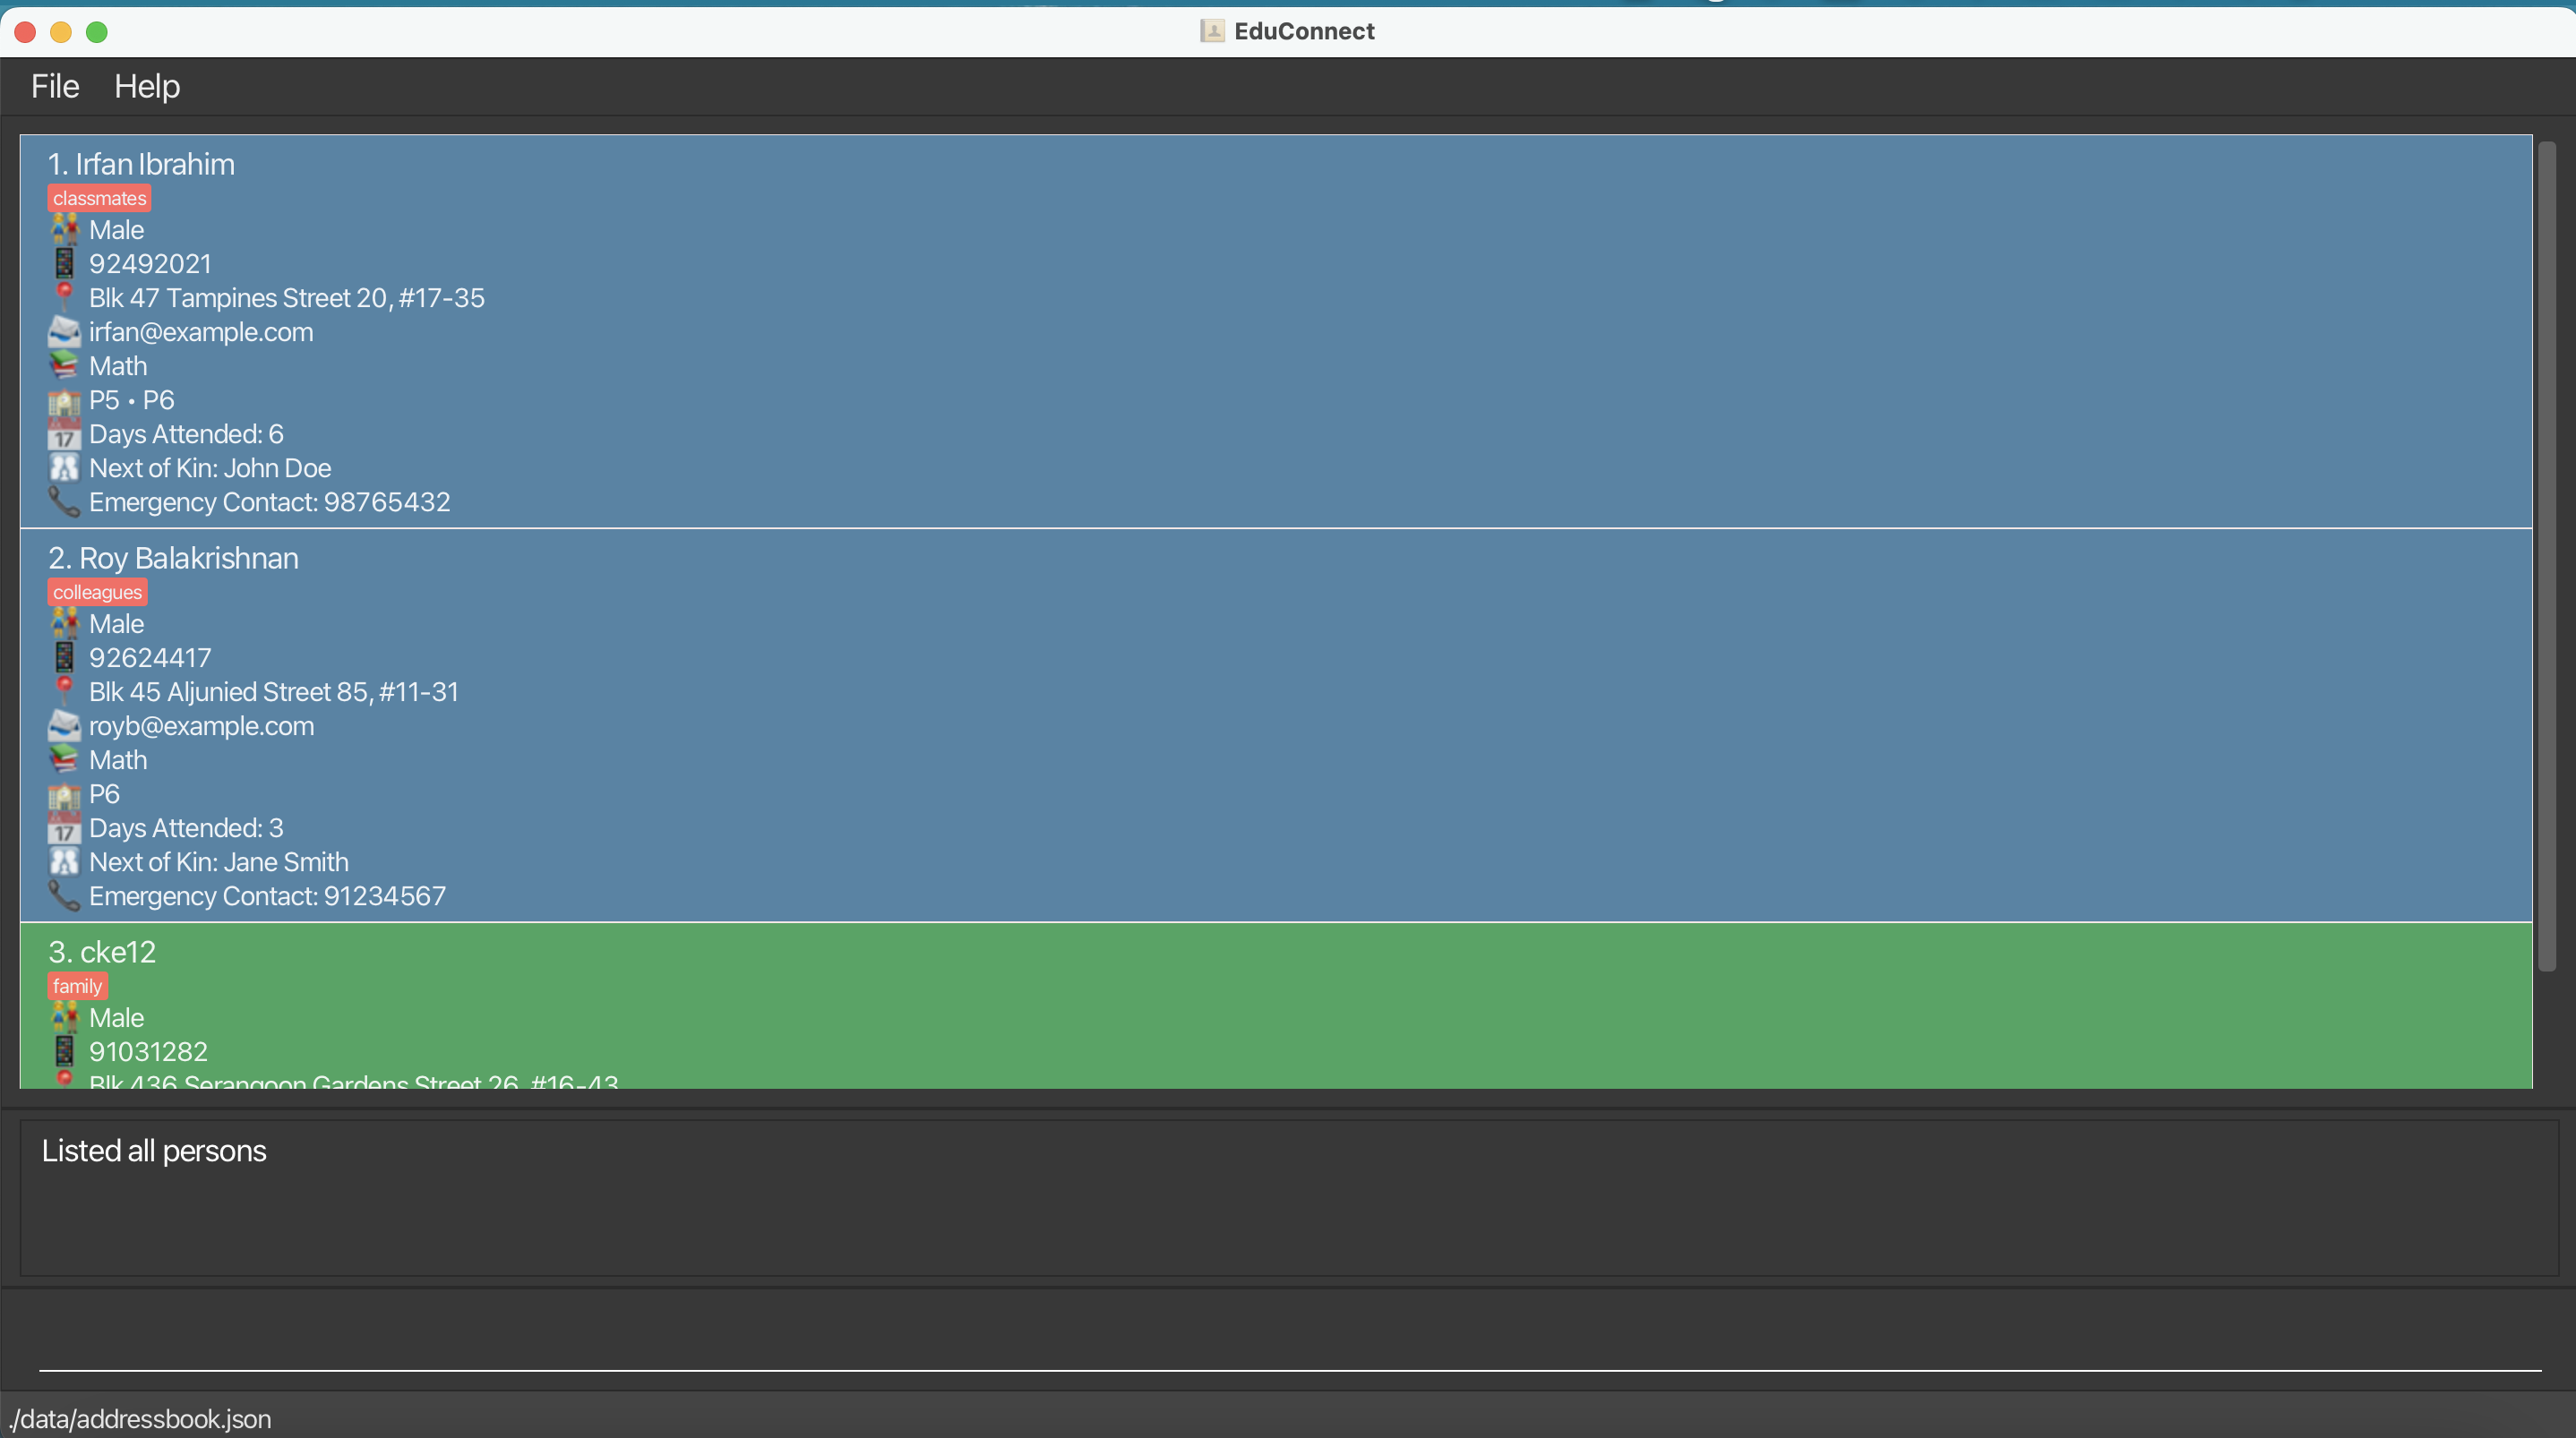 EduConnect
File Help
1. Irfan Ibrahim
classmates
Male
92492021
Blk 47 Tampines Street 20, #17-35
irfan@example.com
Math
P5 • P6
17 Days Attended: 6
Next of Kin: John Doe
Emergency Contact: 98765432
2. Roy Balakrishnan
colleagues
Male
92624417
Blk 45 Aljunied Street 85, #11-31
royb@example.com
Math
P6
17 Days Attended: 3
Next of Kin: Jane Smith
Emergency Contact: 91234567
3. cke12
family
Male
91031282
Blk 436 Serangoon Gardens Street 26, #16-43
Listed all persons
./data/addressbook.json